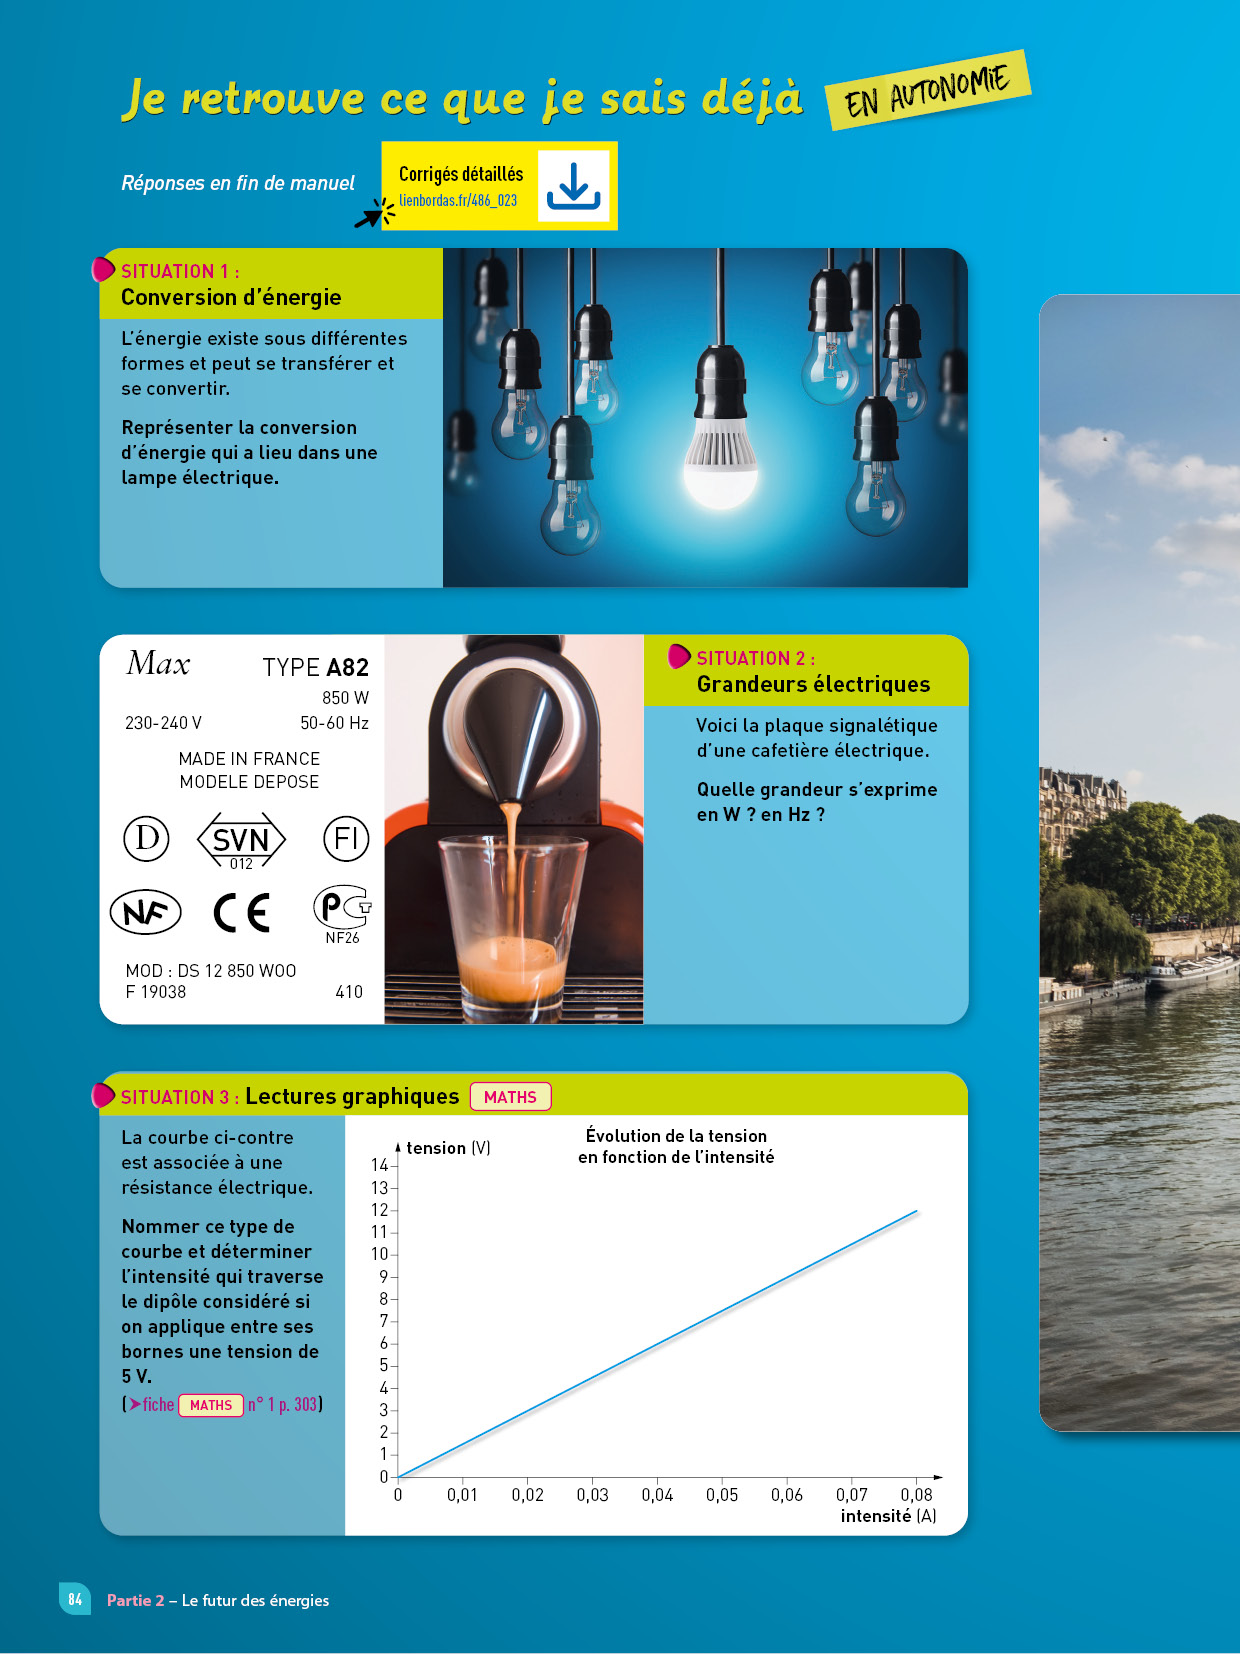 Je retrouve ce que je sais déjà
EN AUTONOMIE
Réponses en fin de manuel
Corrigés détaillés
lienbordas.fr/486_023
SITUATION 1 :
Conversion d'énergie
L'énergie existe sous différentes
formes et peut se transférer et
se convertir.
Représenter la conversion
d'énergie qui a lieu dans une
lampe électrique.
Max
TYPE A82
850 W
230-240 V 50-60 Hz
MADE IN FRANCE
MODELE DEPOSE
D SVN FI
012
NF CE PCT
NF26
MOD : DS 12 850 WOO
F 19038 410
SITUATION 2 :
Grandeurs électriques
Voici la plaque signalétique
d'une cafetière électrique.
Quelle grandeur s'exprime
en W ? en Hz ?
SITUATION 3 : Lectures graphiques MATHS
La courbe ci-contre
est associée à une
résistance électrique.
Nommer ce type de
courbe et déterminer
l'intensité qui traverse
le dipôle considéré si
on applique entre ses
bornes une tension de
5 V.
(➤fiche MATHS n° 1 p. 303)
Évolution de la tension
en fonction de l'intensité
tension (V)
14
13
12
11
10
9
8
7
6
5
4
3
2
1
0
0 0,01 0,02 0,03 0,04 0,05 0,06 0,07 0,08
intensité (A)
84 Partie 2 – Le futur des énergies